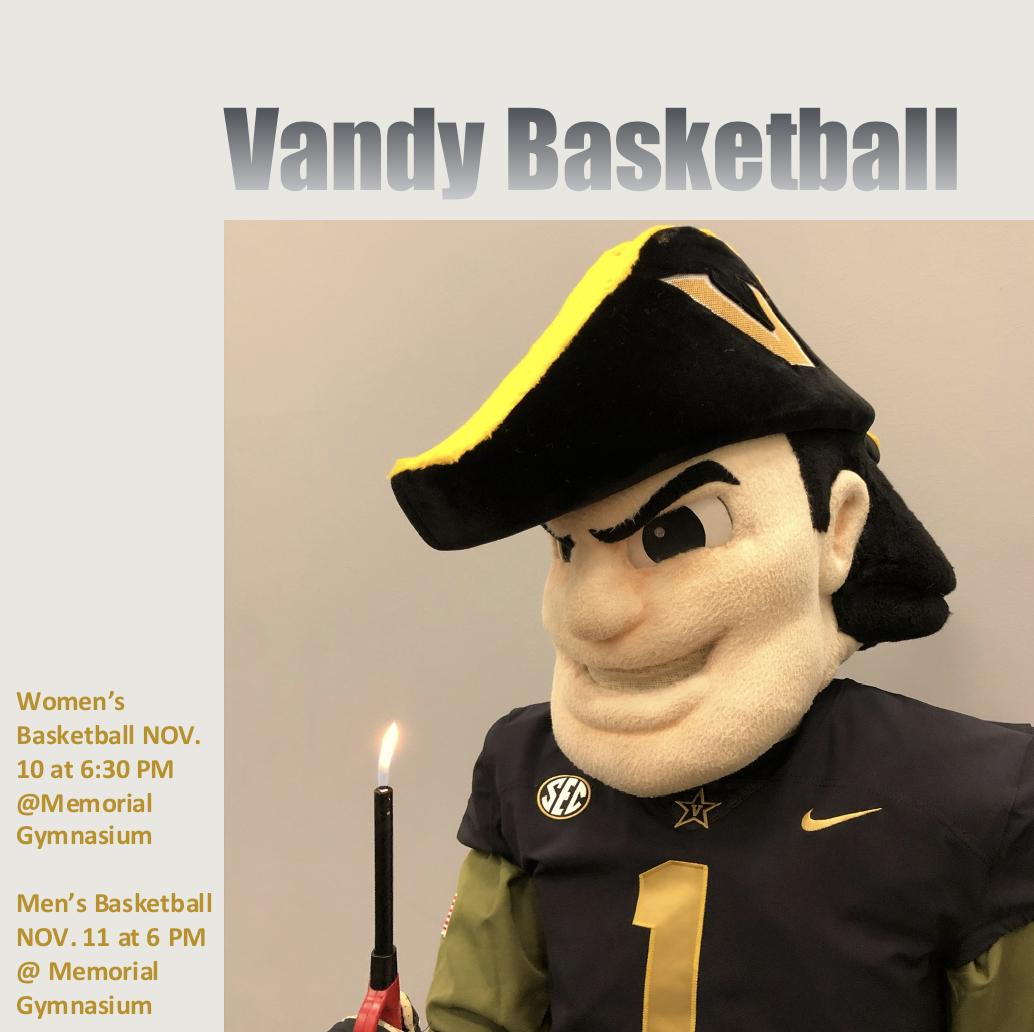 Vandy Basketball
V
Women's
Basketball NOV.
10 at 6:30 PM
@Memorial
Gymnasium
Men's Basketball
NOV. 11 at 6 PM
@ Memorial
Gymnasium
SEC
V
1